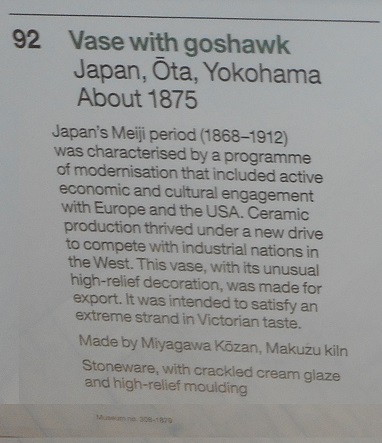 92 Vase with goshawk
Japan, Ōta, Yokohama
About 1875
Japan's Meiji period (1868–1912)
was characterised by a programme
of modernisation that included active
economic and cultural engagement
with Europe and the USA. Ceramic
production thrived under a new drive
to compete with industrial nations in
the West. This vase, with its unusual
high-relief decoration, was made for
export. It was intended to satisfy an
extreme strand in Victorian taste.
Made by Miyagawa Kōzan, Makuzu kiln
Stoneware, with crackled cream glaze
and high-relief moulding
Museum no.